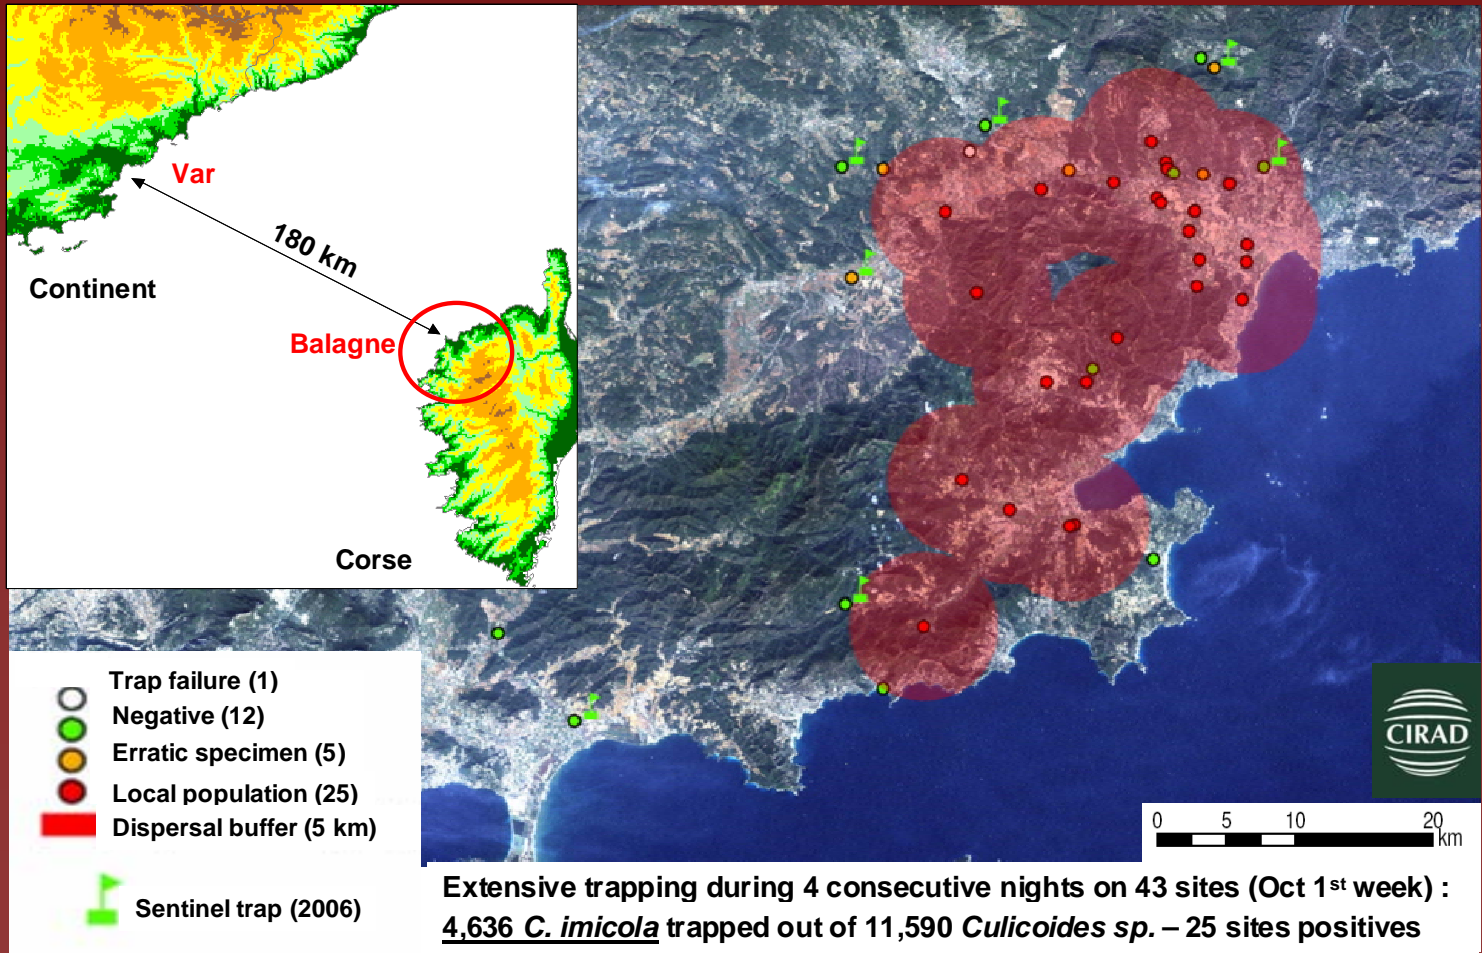 Var
180 km
Continent
Balagne
Corse
Trap failure (1)
Negative (12)
Erratic specimen (5)
Local population (25)
Dispersal buffer (5 km)
Sentinel trap (2006)
CIRAD
0 5 10 20
km
Extensive trapping during 4 consecutive nights on 43 sites (Oct 1st week) :
4,636 C. imicola trapped out of 11,590 Culicoides sp. – 25 sites positives